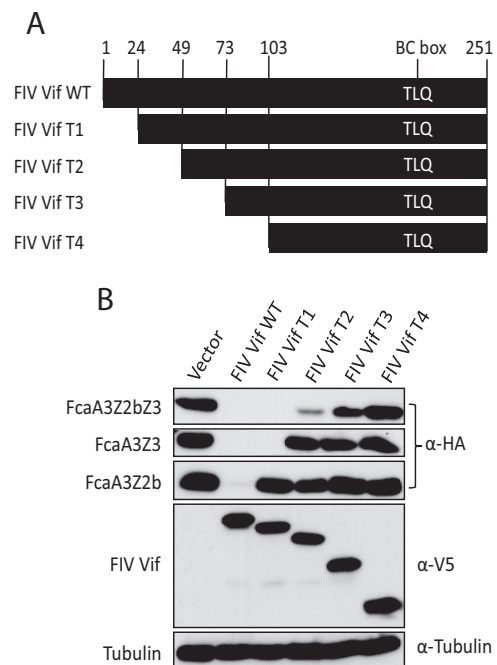 A
1 24 49 73 103 BC box 251
FIV Vif WT TLQ
FIV Vif T1 TLQ
FIV Vif T2 TLQ
FIV Vif T3 TLQ
FIV Vif T4 TLQ
B
Vector FIV Vif WT FIV Vif T1 FIV Vif T2 FIV Vif T3 FIV Vif T4
FcaA3Z2bZ3
FcaA3Z3 α-HA
FcaA3Z2b
FIV Vif α-V5
Tubulin α-Tubulin